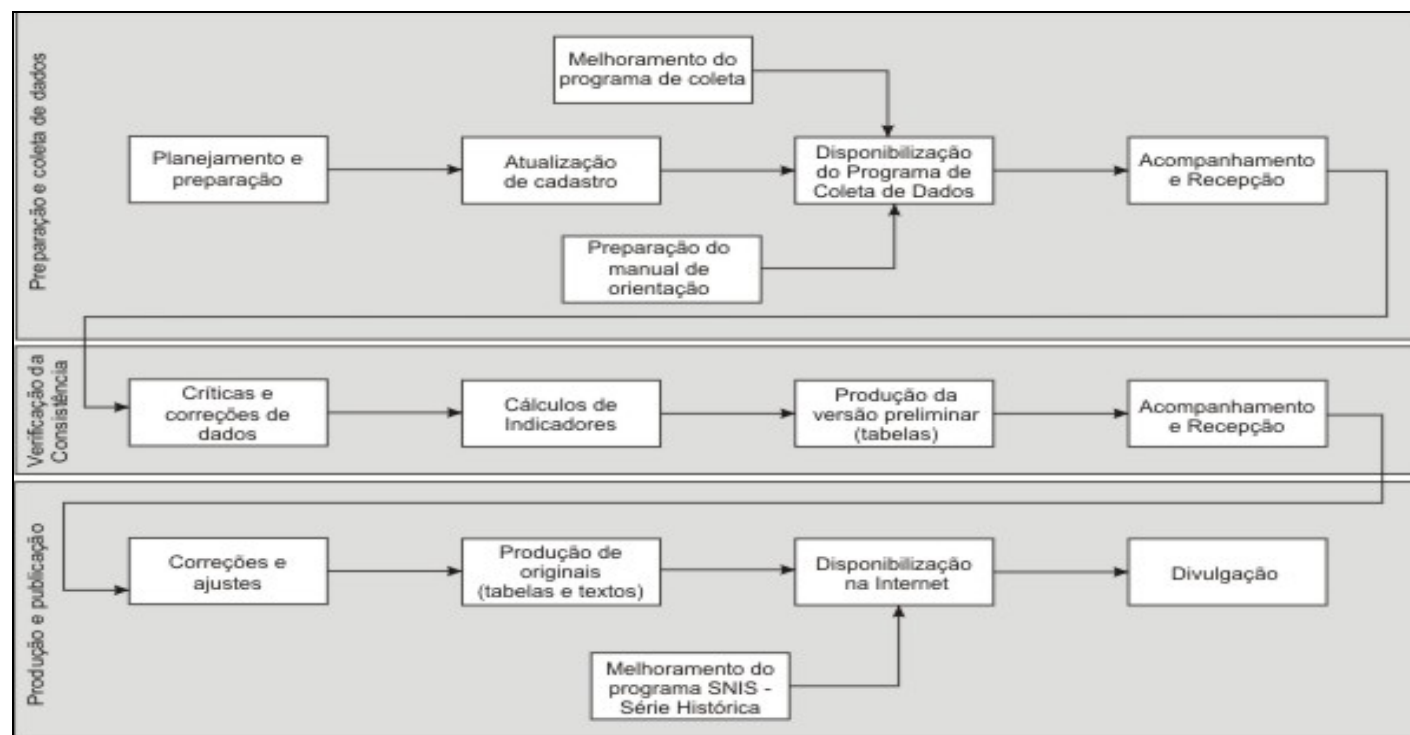 Preparação e coleta de dados
Melhoramento do
programa de coleta
Planejamento e
preparação
Atualização
de cadastro
Disponibilização
do Programa de
Coleta de Dados
Acompanhamento
e Recepção
Preparação do
manual de
orientação
Verificação da
Consistência
Críticas e
correções de
dados
Cálculos de
Indicadores
Produção da
versão preliminar
(tabelas)
Acompanhamento
e Recepção
Produção e publicação
Correções e
ajustes
Produção de
originais
(tabelas e textos)
Disponibilização
na Internet
Divulgação
Melhoramento do
programa SNIS -
Série Histórica